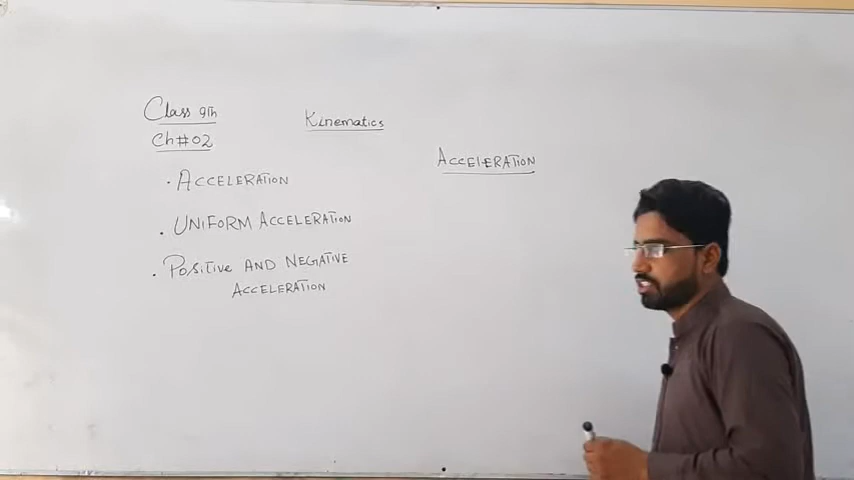 Class 9Th
Ch#02
Kinematics
ACCELERATION
. ACCELERATION
. UNIFORM ACCELERATION
. POSITIVE AND NEGATIVE
ACCELERATION